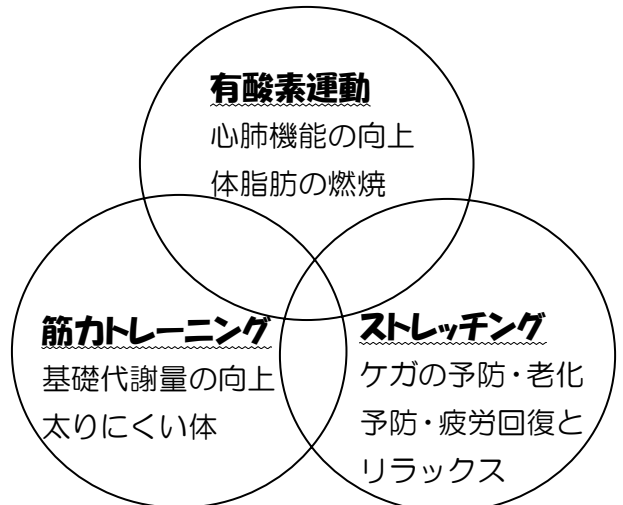 有酸素運動
心肺機能の向上
体脂肪の燃焼
筋力トレーニング
基礎代謝量の向上
太りにくい体
ストレッチング
ケガの予防・老化
予防・疲労回復と
リラックス